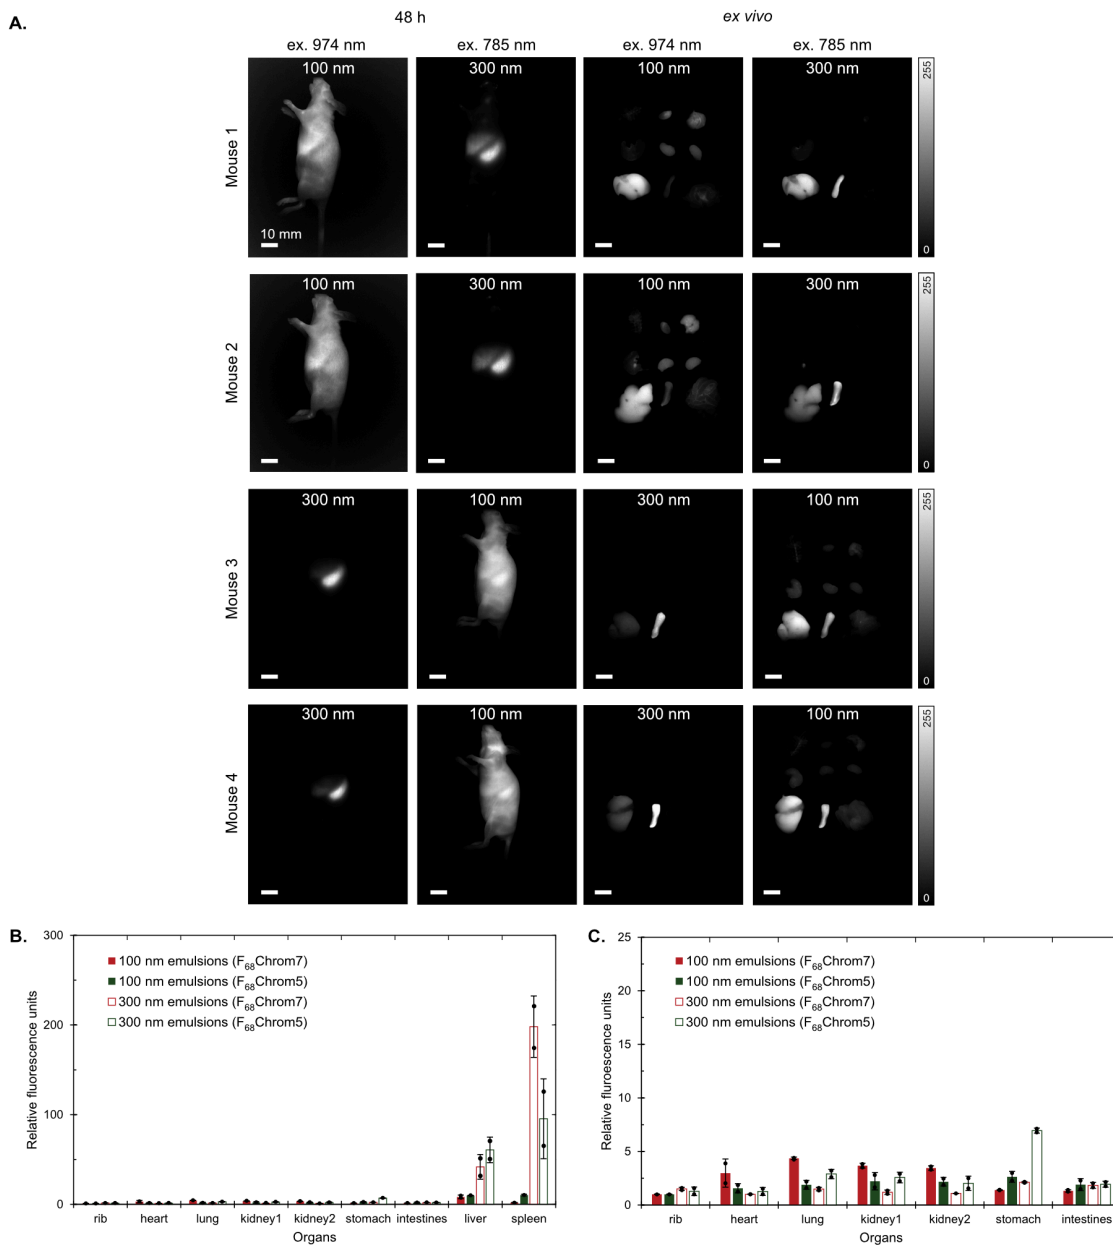 A.
48 h
ex vivo
ex. 974 nm
ex. 785 nm
ex. 974 nm
ex. 785 nm
Mouse 1
100 nm
300 nm
100 nm
300 nm
255
10 mm
0
Mouse 2
100 nm
300 nm
100 nm
300 nm
255
0
Mouse 3
300 nm
100 nm
300 nm
100 nm
255
0
Mouse 4
300 nm
100 nm
300 nm
100 nm
255
0
B.
Relative fluorescence units
300
200
100
0
100 nm emulsions (F68Chrom7)
100 nm emulsions (F68Chrom5)
300 nm emulsions (F68Chrom7)
300 nm emulsions (F68Chrom5)
rib heart lung kidney1 kidney2 stomach intestines liver spleen
Organs
C.
Relative fluroescence units
25
20
15
10
5
0
100 nm emulsions (F68Chrom7)
100 nm emulsions (F68Chrom5)
300 nm emulsions (F68Chrom7)
300 nm emulsions (F68Chrom5)
rib heart lung kidney1 kidney2 stomach intestines
Organs